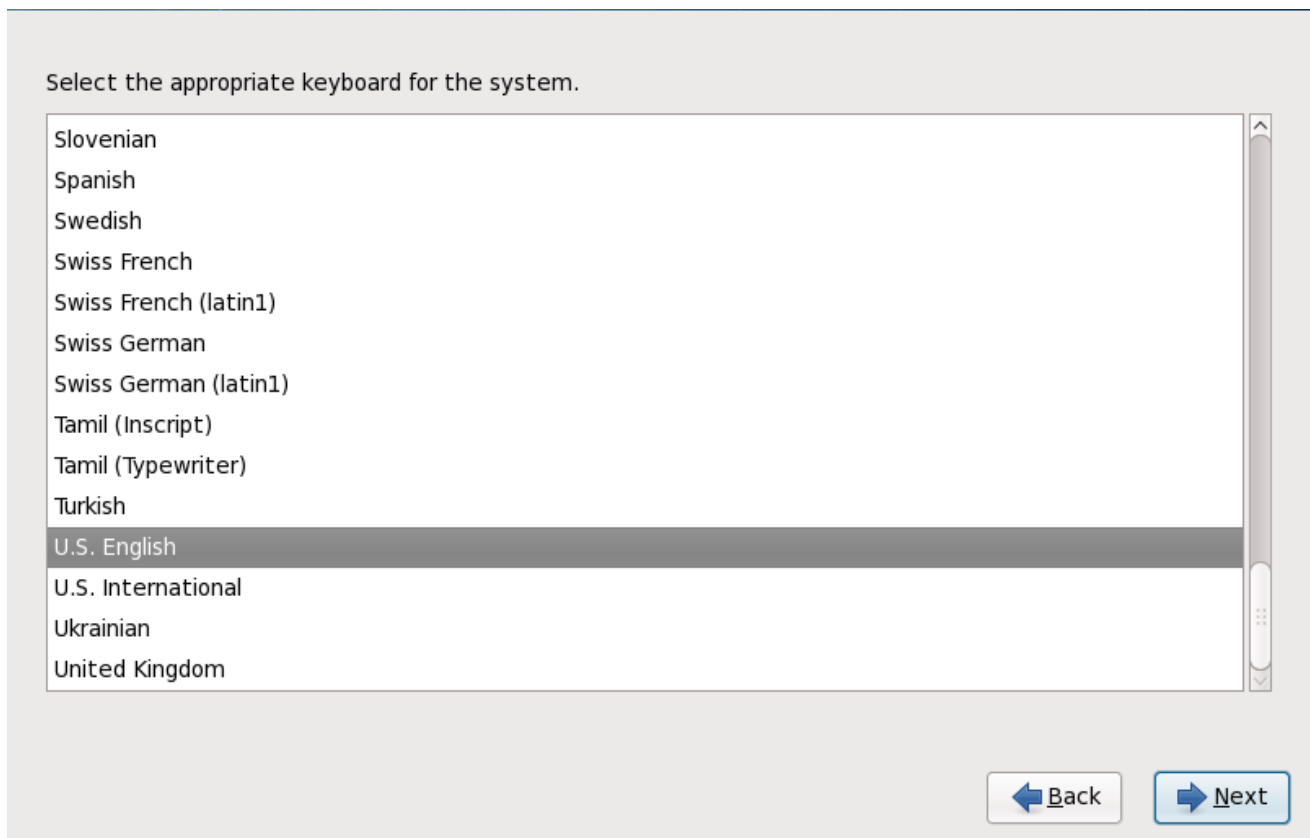 Select the appropriate keyboard for the system.
Slovenian
Spanish
Swedish
Swiss French
Swiss French (latin1)
Swiss German
Swiss German (latin1)
Tamil (Inscript)
Tamil (Typewriter)
Turkish
U.S. English
U.S. International
Ukrainian
United Kingdom
Back Next